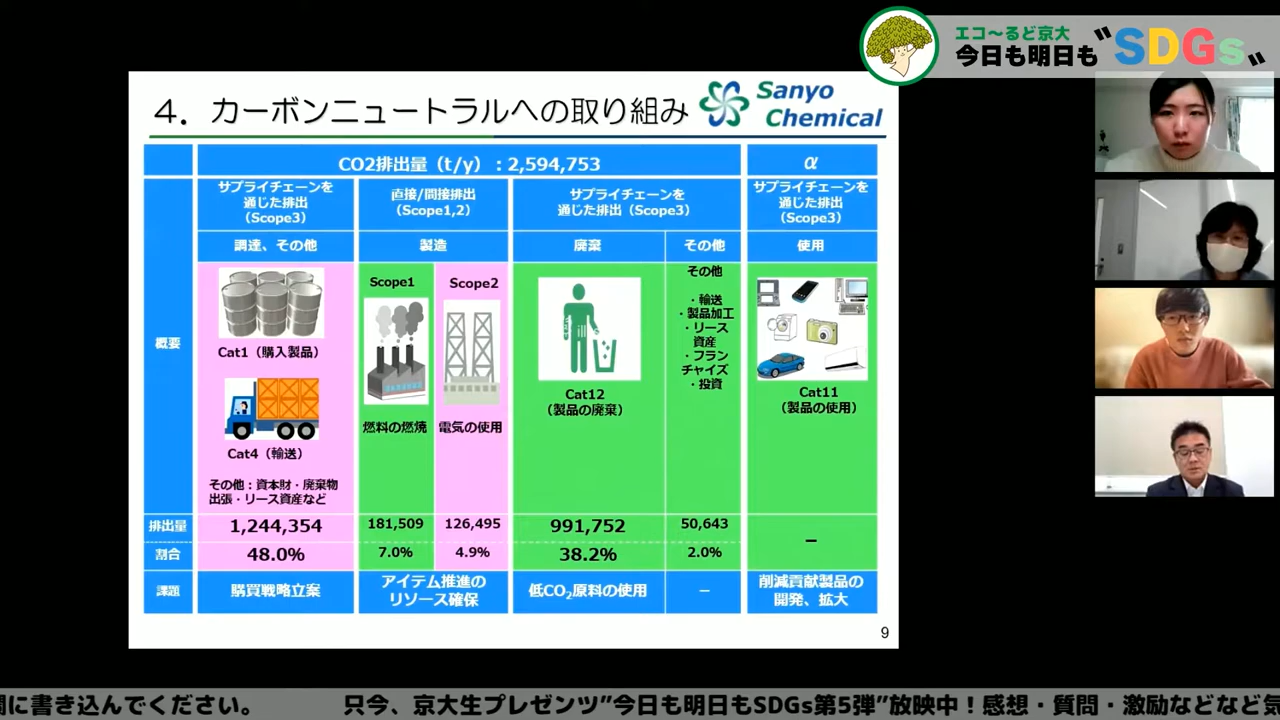 エコ~るど京大
今日も明日も〝SDGs〟
4. カーボンニュートラルへの取り組み
Sanyo
Chemical
CO2排出量(t/y):2,594,753
α
概要
サプライチェーンを
通じた排出
(Scope3)
直接/間接排出
(Scope1,2)
サプライチェーンを
通じた排出(Scope3)
サプライチェーンを
通じた排出
(Scope3)
調達、その他
製造
廃棄
その他
使用
Cat1(購入製品)
Cat4(輸送)
その他:資本財・廃棄物
出張・リース資産など
Scope1
燃料の燃焼
Scope2
電気の使用
Cat12
(製品の廃棄)
その他
・輸送
・製品加工
・リース
資産
・フラン
チャイズ
・投資
Cat11
(製品の使用)
排出量
1,244,354
181,509
126,495
991,752
50,643
–
割合
48.0%
7.0%
4.9%
38.2%
2.0%
課題
購買戦略立案
アイテム推進の
リソース確保
低CO₂原料の使用
–
削減貢献製品の
開発、拡大
9
に書き込んでください。 只今、京大生プレゼンツ”今日も明日もSDGs第5弾”放映中!感想・質問・激励などなど気